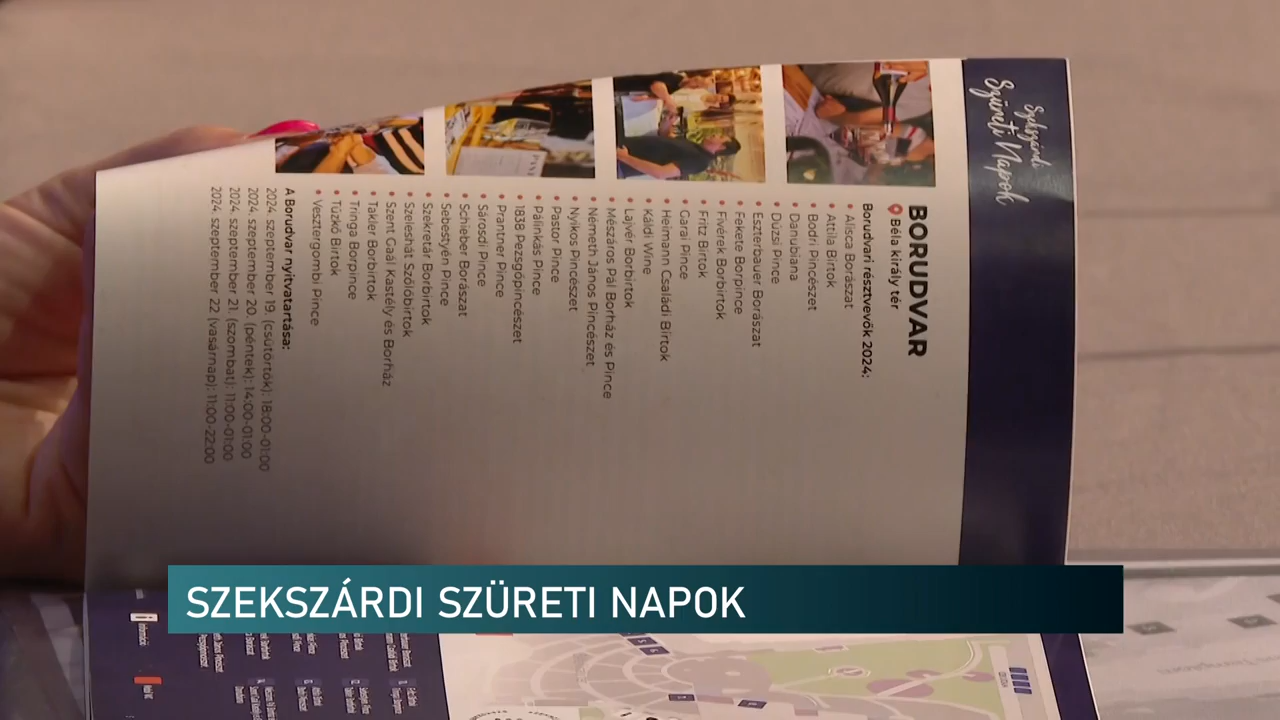 Szekszárdi
Szüreti Napok
BORUDVAR
Béla király tér
Borudvari résztvevők 2024:
• Alisca Borászat
• Attila Birtok
• Bodri Pincészet
• Danubiana
• Dúzsi Pince
• Eszterbauer Borászat
• Fekete Borpince
• Fivérek Borbirtok
• Fritz Birtok
• Garai Pince
• Heimann Családi Birtok
• Káldi Wine
• Lajvér Borbirtok
• Mészáros Pál Borház és Pince
• Németh János Pincészet
• Nyikos Pincészet
• Pastor Pince
• Pálinkás Pince
• 1838 Pezsgőpincészet
• Prantner Pince
• Sárosdi Pince
• Schieber Borászat
• Sebestyén Pince
• Szekretár Borbirtok
• Szeleshát Szőlőbirtok
• Szent Gaál Kastély és Borház
• Takler Borbirtok
• Tringa Borpince
• Tűzkő Birtok
• Vesztergombi Pince
A Borudvar nyitvatartása:
2024. szeptember 19. (csütörtök): 18:00-01:00
2024. szeptember 20. (péntek): 14:00-01:00
2024. szeptember 21. (szombat): 11:00-01:00
2024. szeptember 22 (vasárnap): 11:00-22:00
SZEKSZÁRDI SZÜRETI NAPOK